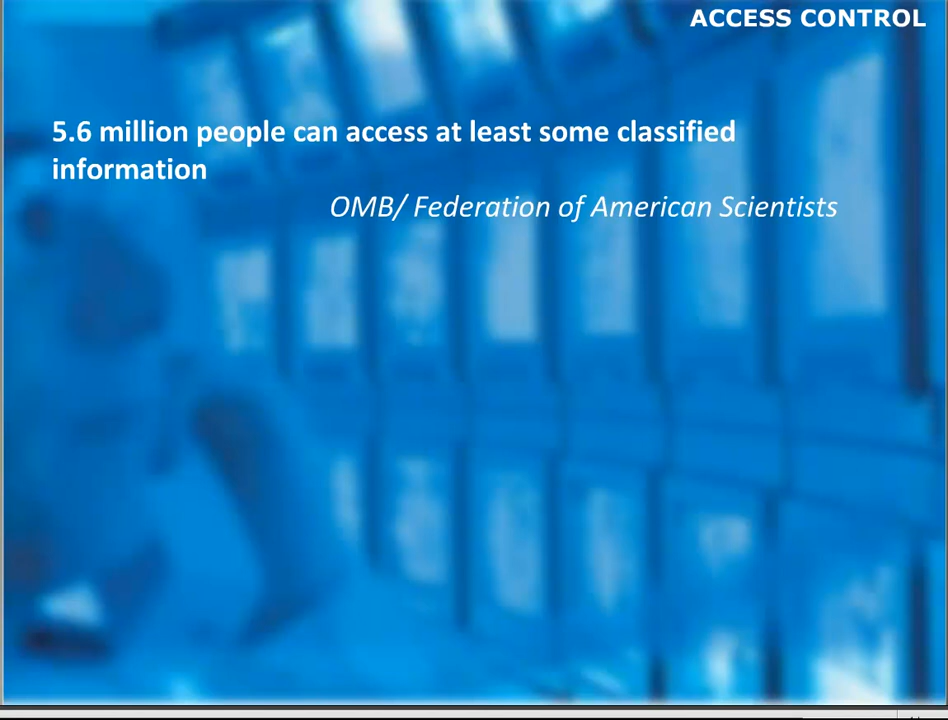 ACCESS CONTROL
5.6 million people can access at least some classified
information
OMB/ Federation of American Scientists